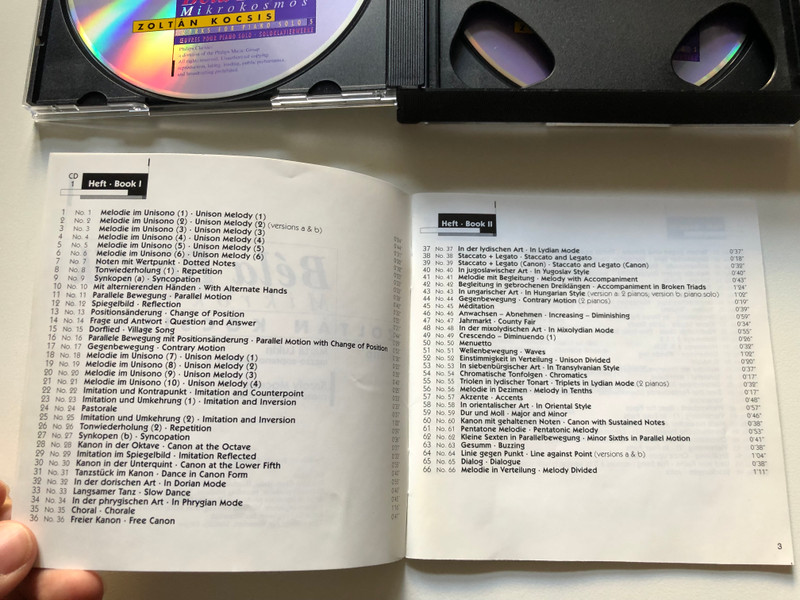 Mikrokosmos
ZOLTÁN KOCSIS
Philips Classics
CD
1
Heft · Book I
1 No. 1 Melodie im Unisono (1) · Unison Melody (1)
2 No. 2 Melodie im Unisono (2) · Unison Melody (2) (versions a & b)
3 No. 3 Melodie im Unisono (3) · Unison Melody (3)
4 No. 4 Melodie im Unisono (4) · Unison Melody (4)
5 No. 5 Melodie im Unisono (5) · Unison Melody (5)
6 No. 6 Melodie im Unisono (6) · Unison Melody (6)
7 No. 7 Noten mit Wertpunkt · Dotted Notes
8 No. 8 Tonwiederholung (1) · Repetition
9 No. 9 Synkopen (a) · Syncopation
10 No. 10 Mit alternierenden Händen · With Alternate Hands
11 No. 11 Parallele Bewegung · Parallel Motion
12 No. 12 Spiegelbild · Reflection
13 No. 13 Positionsänderung · Change of Position
14 No. 14 Frage und Antwort · Question and Answer
15 No. 15 Dorflied · Village Song
16 No. 16 Parallele Bewegung mit Positionsänderung · Parallel Motion with Change of Position
17 No. 17 Gegenbewegung · Contrary Motion
18 No. 18 Melodie im Unisono (7) · Unison Melody (1)
19 No. 19 Melodie im Unisono (8) · Unison Melody (2)
20 No. 20 Melodie im Unisono (9) · Unison Melody (3)
21 No. 21 Melodie im Unisono (10) · Unison Melody (4)
22 No. 22 Imitation und Kontrapunkt · Imitation and Counterpoint
23 No. 23 Imitation und Umkehrung (1) · Imitation and Inversion
24 No. 24 Pastorale
25 No. 25 Imitation und Umkehrung (2) · Imitation and Inversion
26 No. 26 Tonwiederholung (2) · Repetition
27 No. 27 Synkopen (b) · Syncopation
28 No. 28 Kanon in der Oktave · Canon at the Octave
29 No. 29 Imitation im Spiegelbild · Imitation Reflected
30 No. 30 Kanon in der Unterquint · Canon at the Lower Fifth
31 No. 31 Tanzstück im Kanon · Dance in Canon Form
32 No. 32 In der dorischen Art · In Dorian Mode
33 No. 33 Langsamer Tanz · Slow Dance
34 No. 34 In der phrygischen Art · In Phrygian Mode
35 No. 35 Choral · Chorale
36 No. 36 Freier Kanon · Free Canon
Heft · Book II
37 No. 37 In der lydischen Art · In Lydian Mode 0'37"
38 No. 38 Staccato + Legato · Staccato and Legato 0'18"
39 No. 39 Staccato + Legato (Canon) · Staccato and Legato (Canon) 0'32"
40 No. 40 In jugoslawischer Art · In Yugoslav Style 0'40"
41 No. 41 Melodie mit Begleitung · Melody with Accompaniment 0'43"
42 No. 42 Begleitung in gebrochenen Dreiklängen · Accompaniment in Broken Triads 1'24"
43 No. 43 In ungarischer Art · In Hungarian Style (version a: 2 pianos, version b: piano solo) 1'02"
44 No. 44 Gegenbewegung · Contrary Motion (2 pianos) 0'19"
45 No. 45 Méditation 0'39"
46 No. 46 Anwachsen – Abnehmen · Increasing – Diminishing 0'59"
47 No. 47 Jahrmarkt · County Fair 0'34"
48 No. 48 In der mixolydischen Art · In Mixolydian Mode 0'55"
49 No. 49 Crescendo – Diminuendo (1) 0'26"
50 No. 50 Menuetto 0'32"
51 No. 51 Wellenbewegung · Waves 1'02"
52 No. 52 Einstimmigkeit in Verteilung · Unison Divided 0'20"
53 No. 53 In siebenbürgischer Art · In Transylvanian Style 0'37"
54 No. 54 Chromatische Tonfolgen · Chromatics 0'17"
55 No. 55 Triolen in lydischer Tonart · Triplets in Lydian Mode (2 pianos) 0'32"
56 No. 56 Melodie in Dezimen · Melody in Tenths 0'17"
57 No. 57 Akzente · Accents 0'48"
58 No. 58 In orientalischer Art · In Oriental Style 0'57"
59 No. 59 Dur und Moll · Major and Minor 0'46"
60 No. 60 Kanon mit gehaltenen Noten · Canon with Sustained Notes 0'38"
61 No. 61 Pentatone Melodie · Pentatonic Melody 0'53"
62 No. 62 Kleine Sexten in Parallelbewegung · Minor Sixths in Parallel Motion 0'41"
63 No. 63 Gesumm · Buzzing 0'38"
64 No. 64 Linie gegen Punkt · Line against Point (versions a & b) 1'04"
65 No. 65 Dialog · Dialogue 0'38"
66 No. 66 Melodie in Verteilung · Melody Divided 1'11"
3